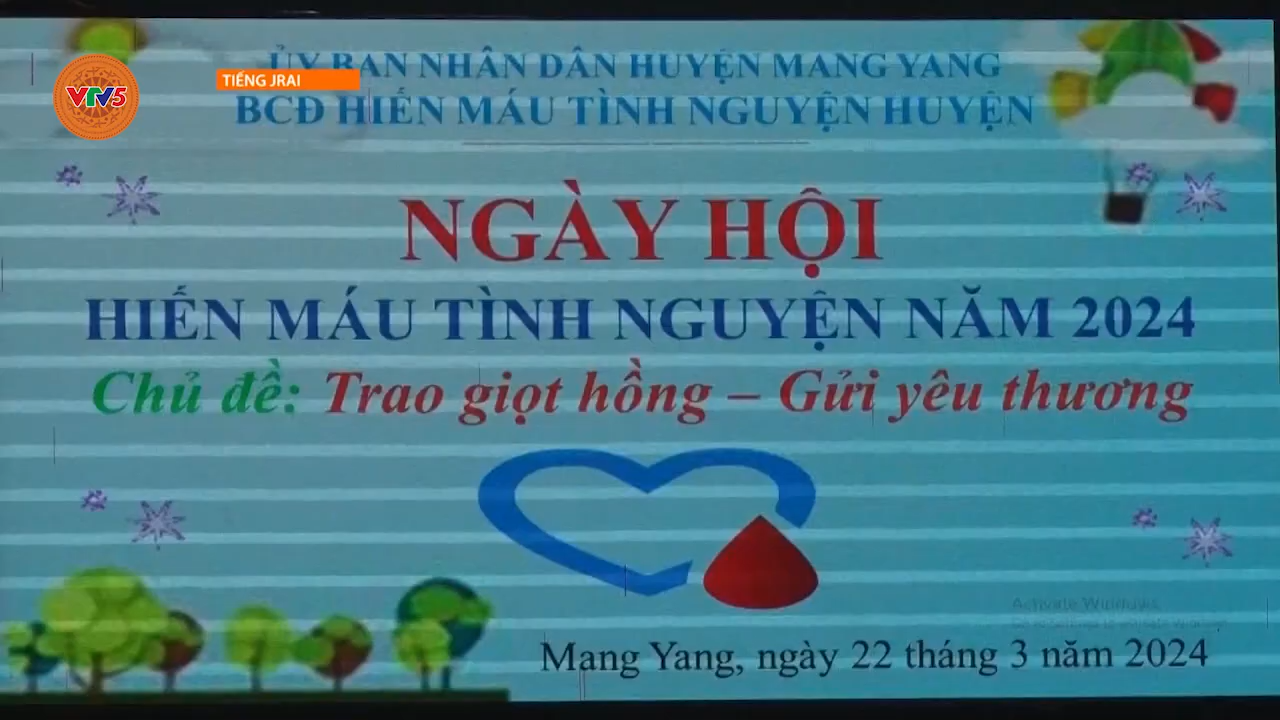 VTV5
TIẾNG JRAI
ỦY BAN NHÂN DÂN HUYỆN MANG YANG
BCĐ HIẾN MÁU TÌNH NGUYỆN HUYỆN
NGÀY HỘI
HIẾN MÁU TÌNH NGUYỆN NĂM 2024
Chủ đề: Trao giọt hồng – Gửi yêu thương
Activate Windows
Mang Yang, ngày 22 tháng 3 năm 2024